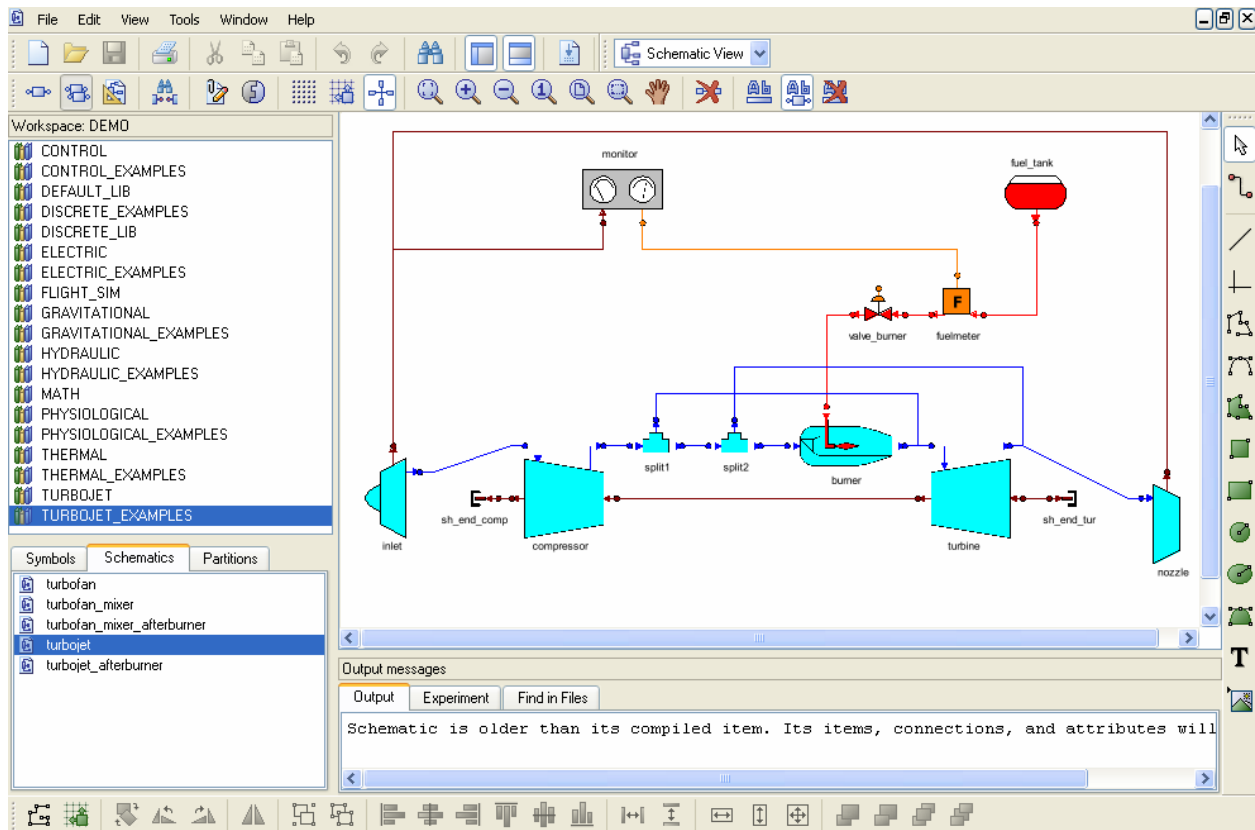 File Edit View Tools Window Help
Schematic View
Workspace: DEMO
CONTROL
CONTROL_EXAMPLES
DEFAULT_LIB
DISCRETE_EXAMPLES
DISCRETE_LIB
ELECTRIC
ELECTRIC_EXAMPLES
FLIGHT_SIM
GRAVITATIONAL
GRAVITATIONAL_EXAMPLES
HYDRAULIC
HYDRAULIC_EXAMPLES
MATH
PHYSIOLOGICAL
PHYSIOLOGICAL_EXAMPLES
THERMAL
THERMAL_EXAMPLES
TURBOJET
TURBOJET_EXAMPLES
Symbols Schematics Partitions
turbofan
turbofan_mixer
turbofan_mixer_afterburner
turbojet
turbojet_afterburner
monitor
fuel_tank
F
valve_burner fuelmeter
split1 split2 burner
sh_end_comp sh_end_tur
inlet compressor turbine
nozzle
Output messages
Output Experiment Find in Files
Schematic is older than its compiled item. Its items, connections, and attributes will
T